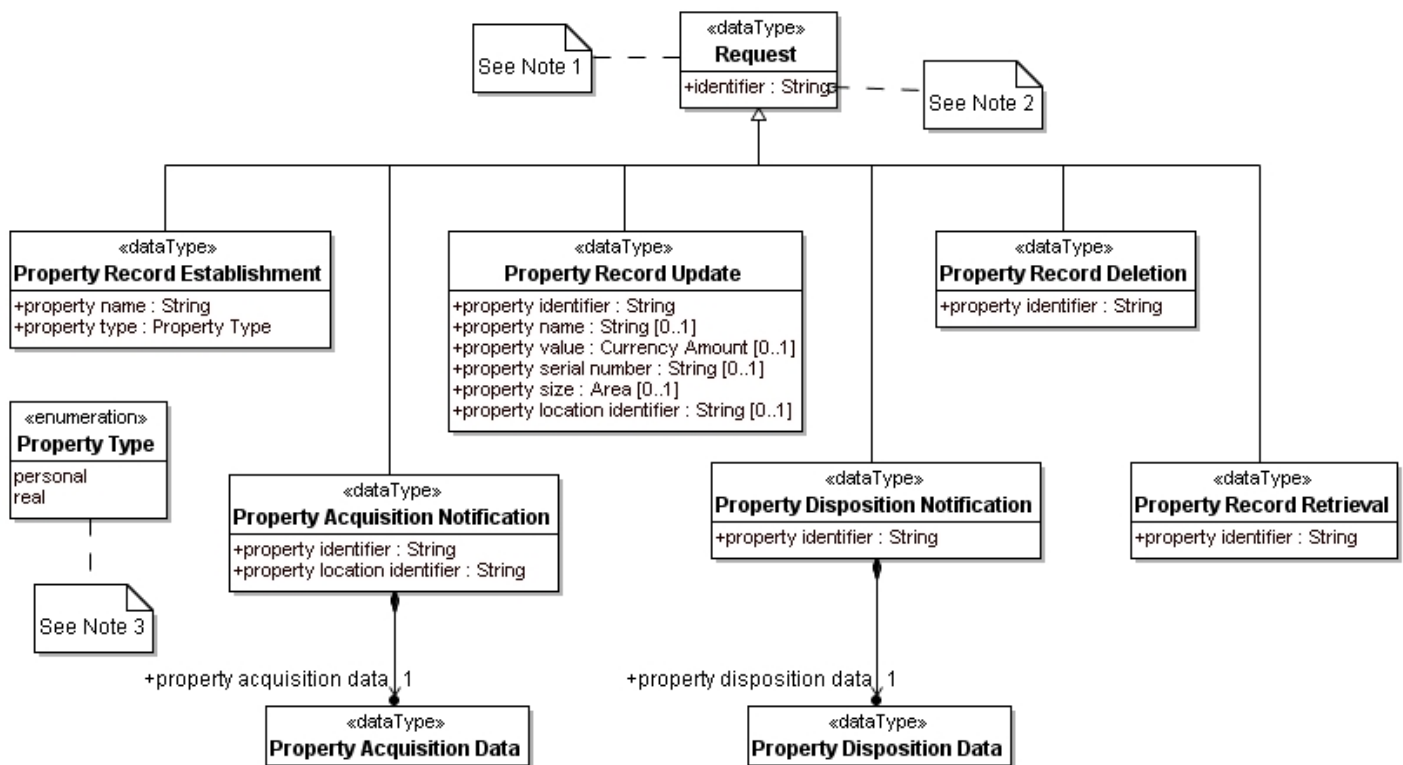 «dataType»
Request
+identifier : String
See Note 1
See Note 2
«dataType»
Property Record Establishment
+property name : String
+property type : Property Type
«dataType»
Property Record Update
+property identifier : String
+property name : String [0..1]
+property value : Currency Amount [0..1]
+property serial number : String [0..1]
+property size : Area [0..1]
+property location identifier : String [0..1]
«dataType»
Property Record Deletion
+property identifier : String
«enumeration»
Property Type
personal
real
See Note 3
«dataType»
Property Acquisition Notification
+property identifier : String
+property location identifier : String
«dataType»
Property Disposition Notification
+property identifier : String
«dataType»
Property Record Retrieval
+property identifier : String
+property acquisition data 1
+property disposition data 1
«dataType»
Property Acquisition Data
«dataType»
Property Disposition Data